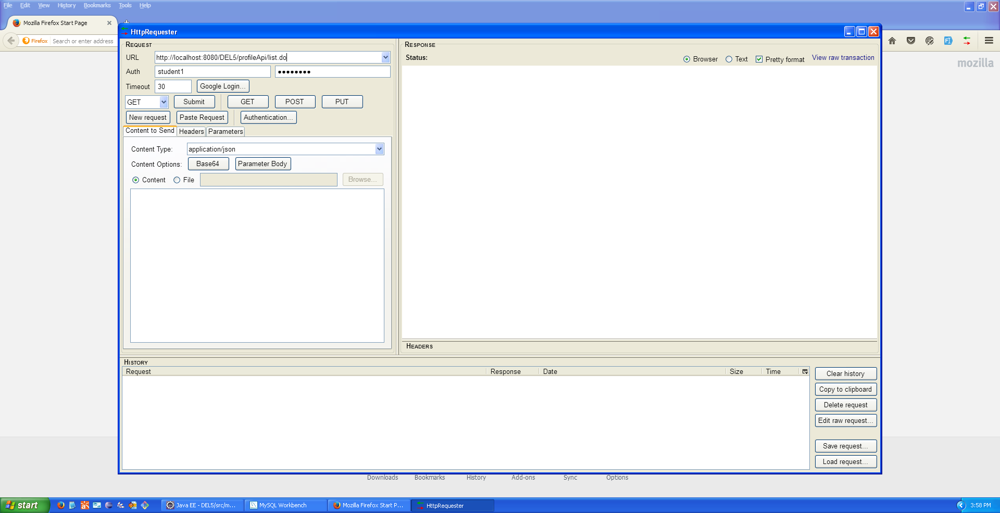 File Edit View History Bookmarks Tools Help
Mozilla Firefox Start Page
Firefox Search or enter address
mozilla
HttpRequester
REQUEST
URL http://localhost:8080/DEL5/profileApi/list.do
Auth student1 ●●●●●●●●
Timeout 30 Google Login...
GET Submit GET POST PUT
New request Paste Request Authentication...
Content to Send Headers Parameters
Content Type: application/json
Content Options: Base64 Parameter Body
Content File Browse...
RESPONSE
Status: Browser Text Pretty format View raw transaction
HEADERS
HISTORY
Request Response Date Size Time
Clear history
Copy to clipboard
Delete request
Edit raw request...
Save request...
Load request...
Downloads Bookmarks History Add-ons Sync Options
start Java EE - DEL5/src/m... MySQL Workbench Mozilla Firefox Start P... HttpRequester 3:58 PM